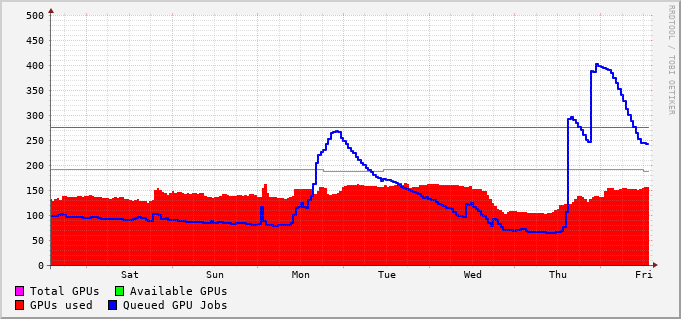 500
450
400
350
300
250
200
150
100
50
0
Sat Sun Mon Tue Wed Thu Fri
Total GPUs Available GPUs
GPUs used Queued GPU Jobs
RRDTOOL / TOBI OETIKER